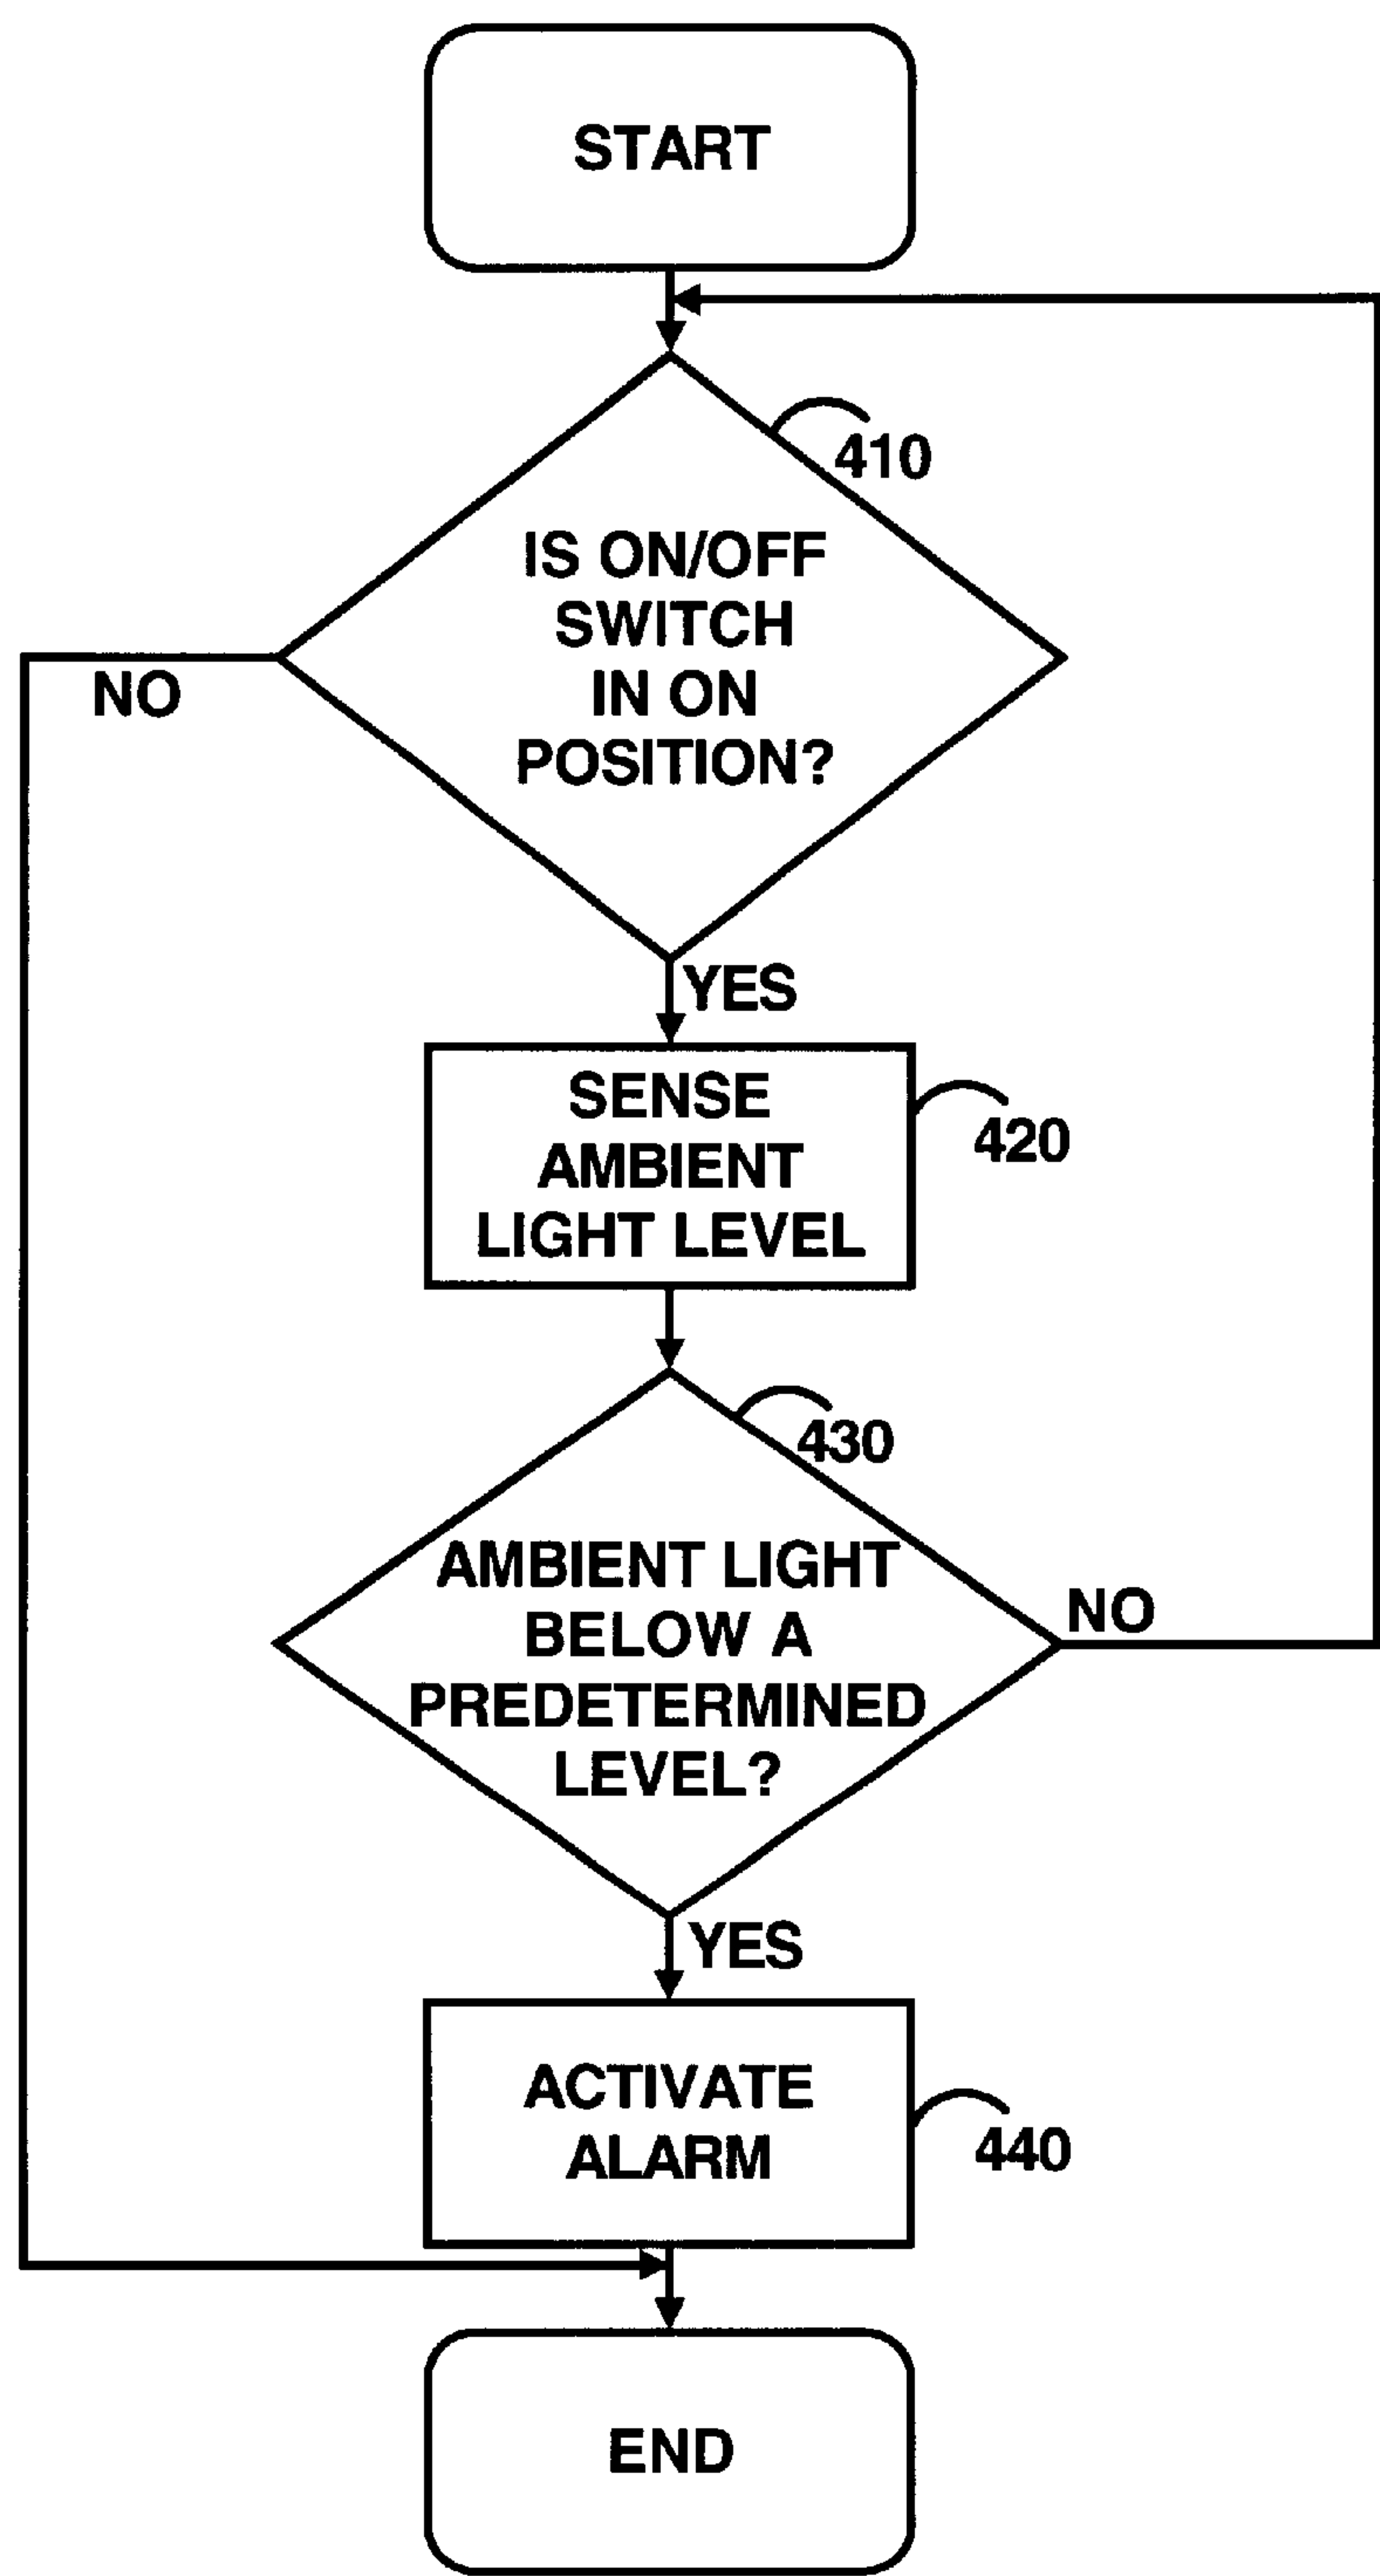 START
410
IS ON/OFF
SWITCH
IN ON
POSITION?
NO
YES
SENSE
AMBIENT
LIGHT LEVEL
420
430
AMBIENT LIGHT
BELOW A
PREDETERMINED
LEVEL?
NO
YES
ACTIVATE
ALARM
440
END